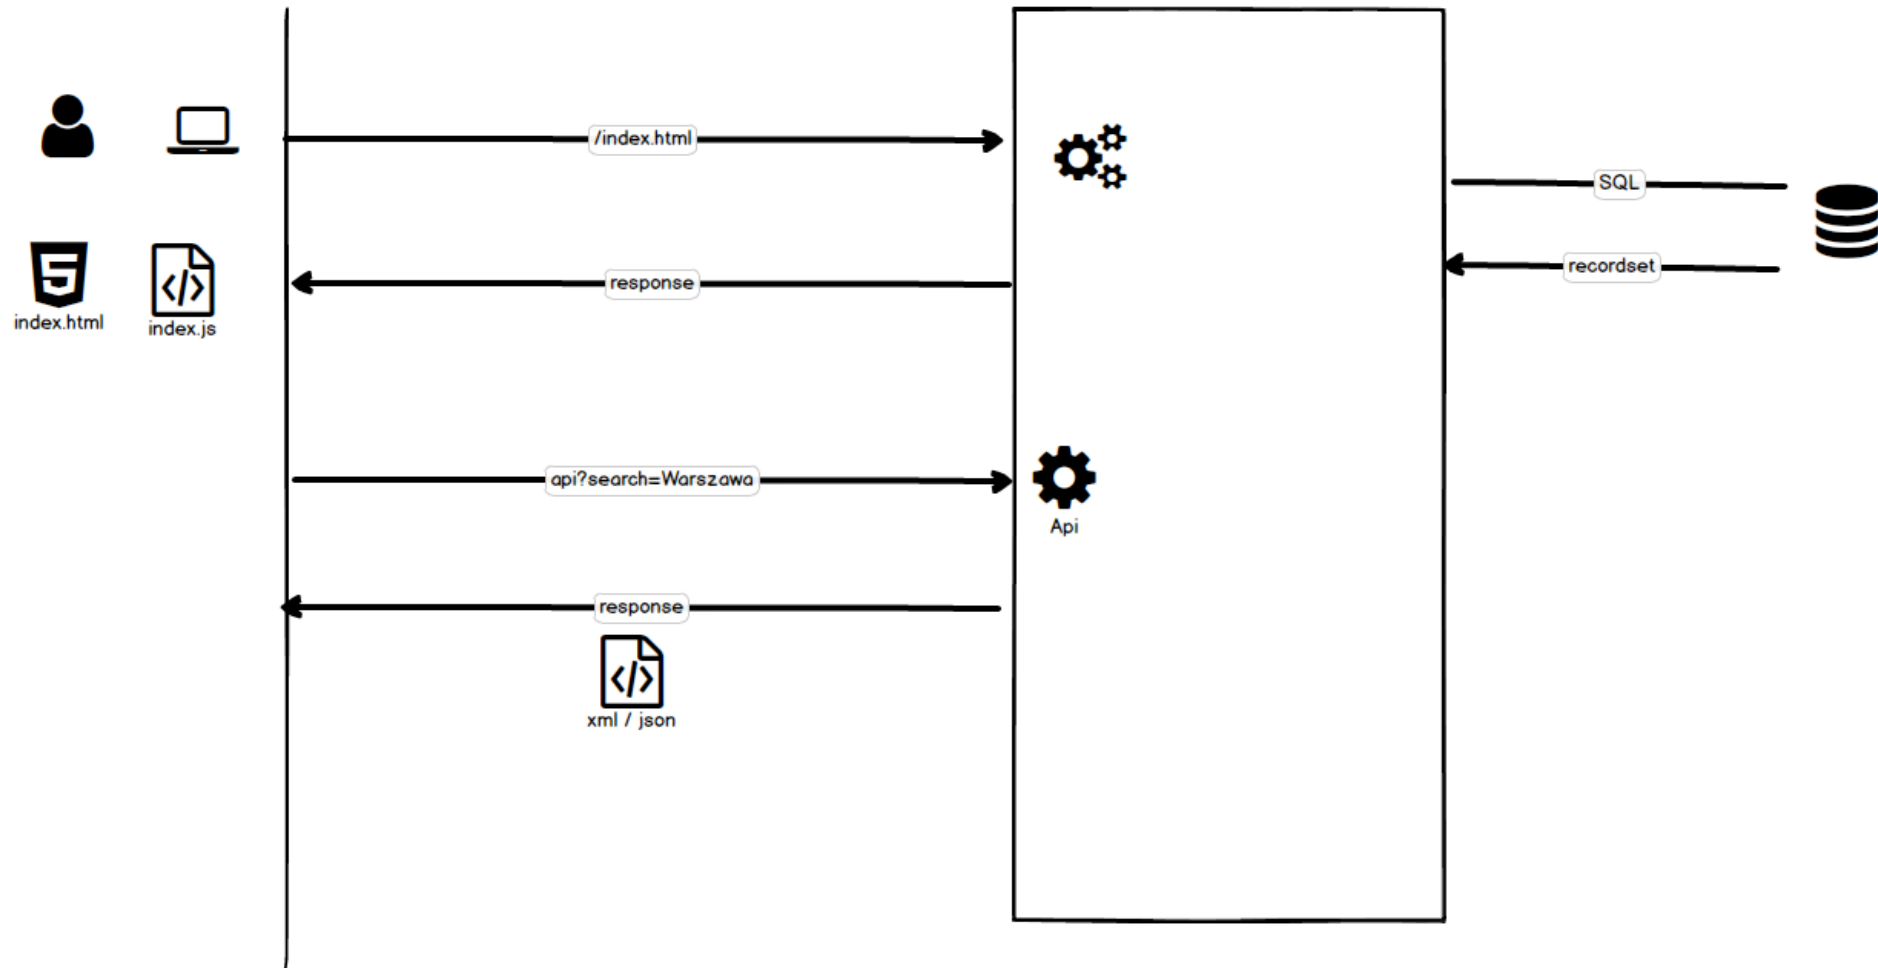 /index.html
SQL
response
recordset
index.html
index.js
api?search=Warszawa
Api
response
xml / json